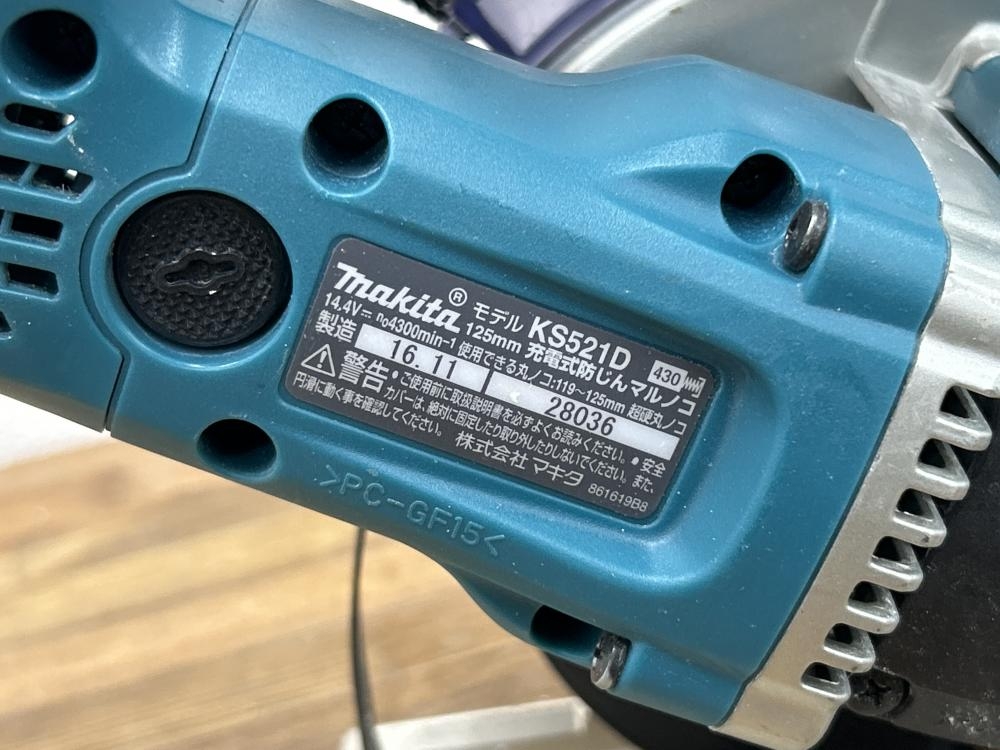 makita® モデル KS521D 430
14.4V⎓ n₀4300min-1 125mm 充電式防じんマルノコ
製造 16. 11 使用できる丸ノコ:119~125mm 超硬丸ノコ
28036
⚠警告・ご使用前に取扱説明書を必ずよくお読みください。・安全
カバーは、絶対に固定したり取り外したりしないでください。また、
円滑に動く事を確認してください。 株式会社 マキタ 861619B8
>PC-GF15<